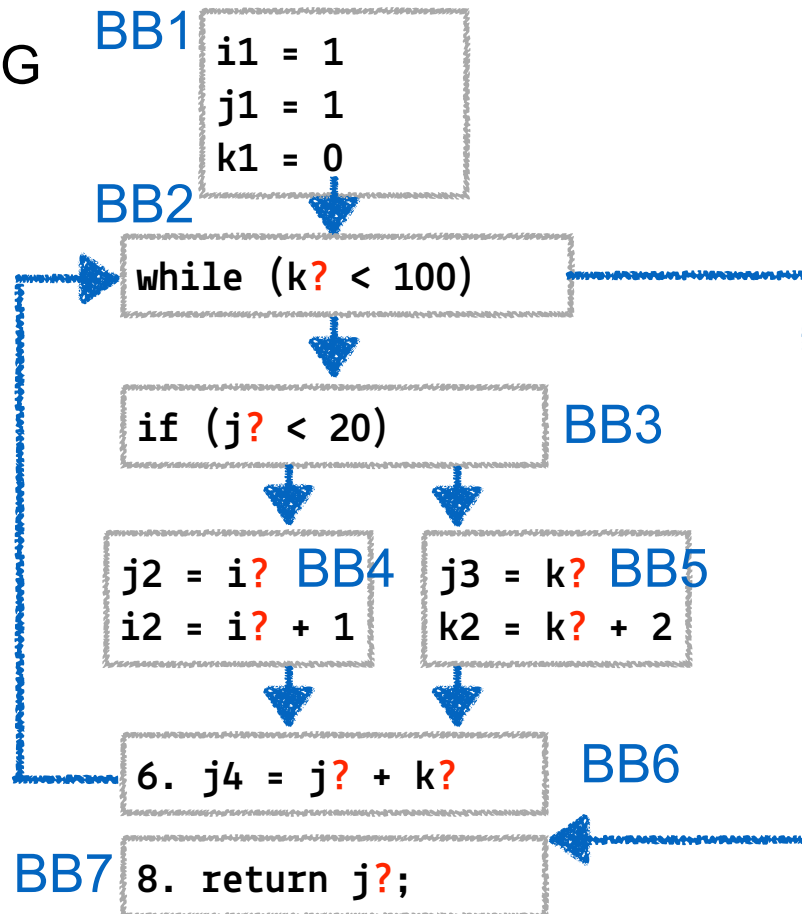 G
BB1
i1 = 1
j1 = 1
k1 = 0
BB2
while (k? < 100)
if (j? < 20)
BB3
j2 = i?
i2 = i? + 1
BB4
j3 = k?
k2 = k? + 2
BB5
6. j4 = j? + k?
BB6
BB7
8. return j?;